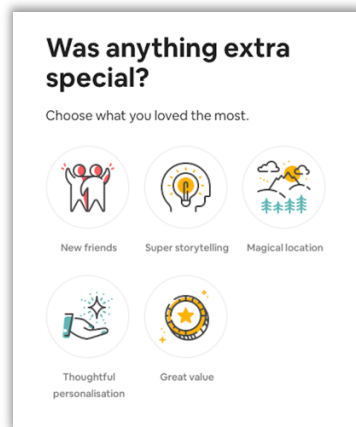 Was anything extra
special?
Choose what you loved the most.
New friends
Super storytelling
Magical location
Thoughtful
personalisation
Great value